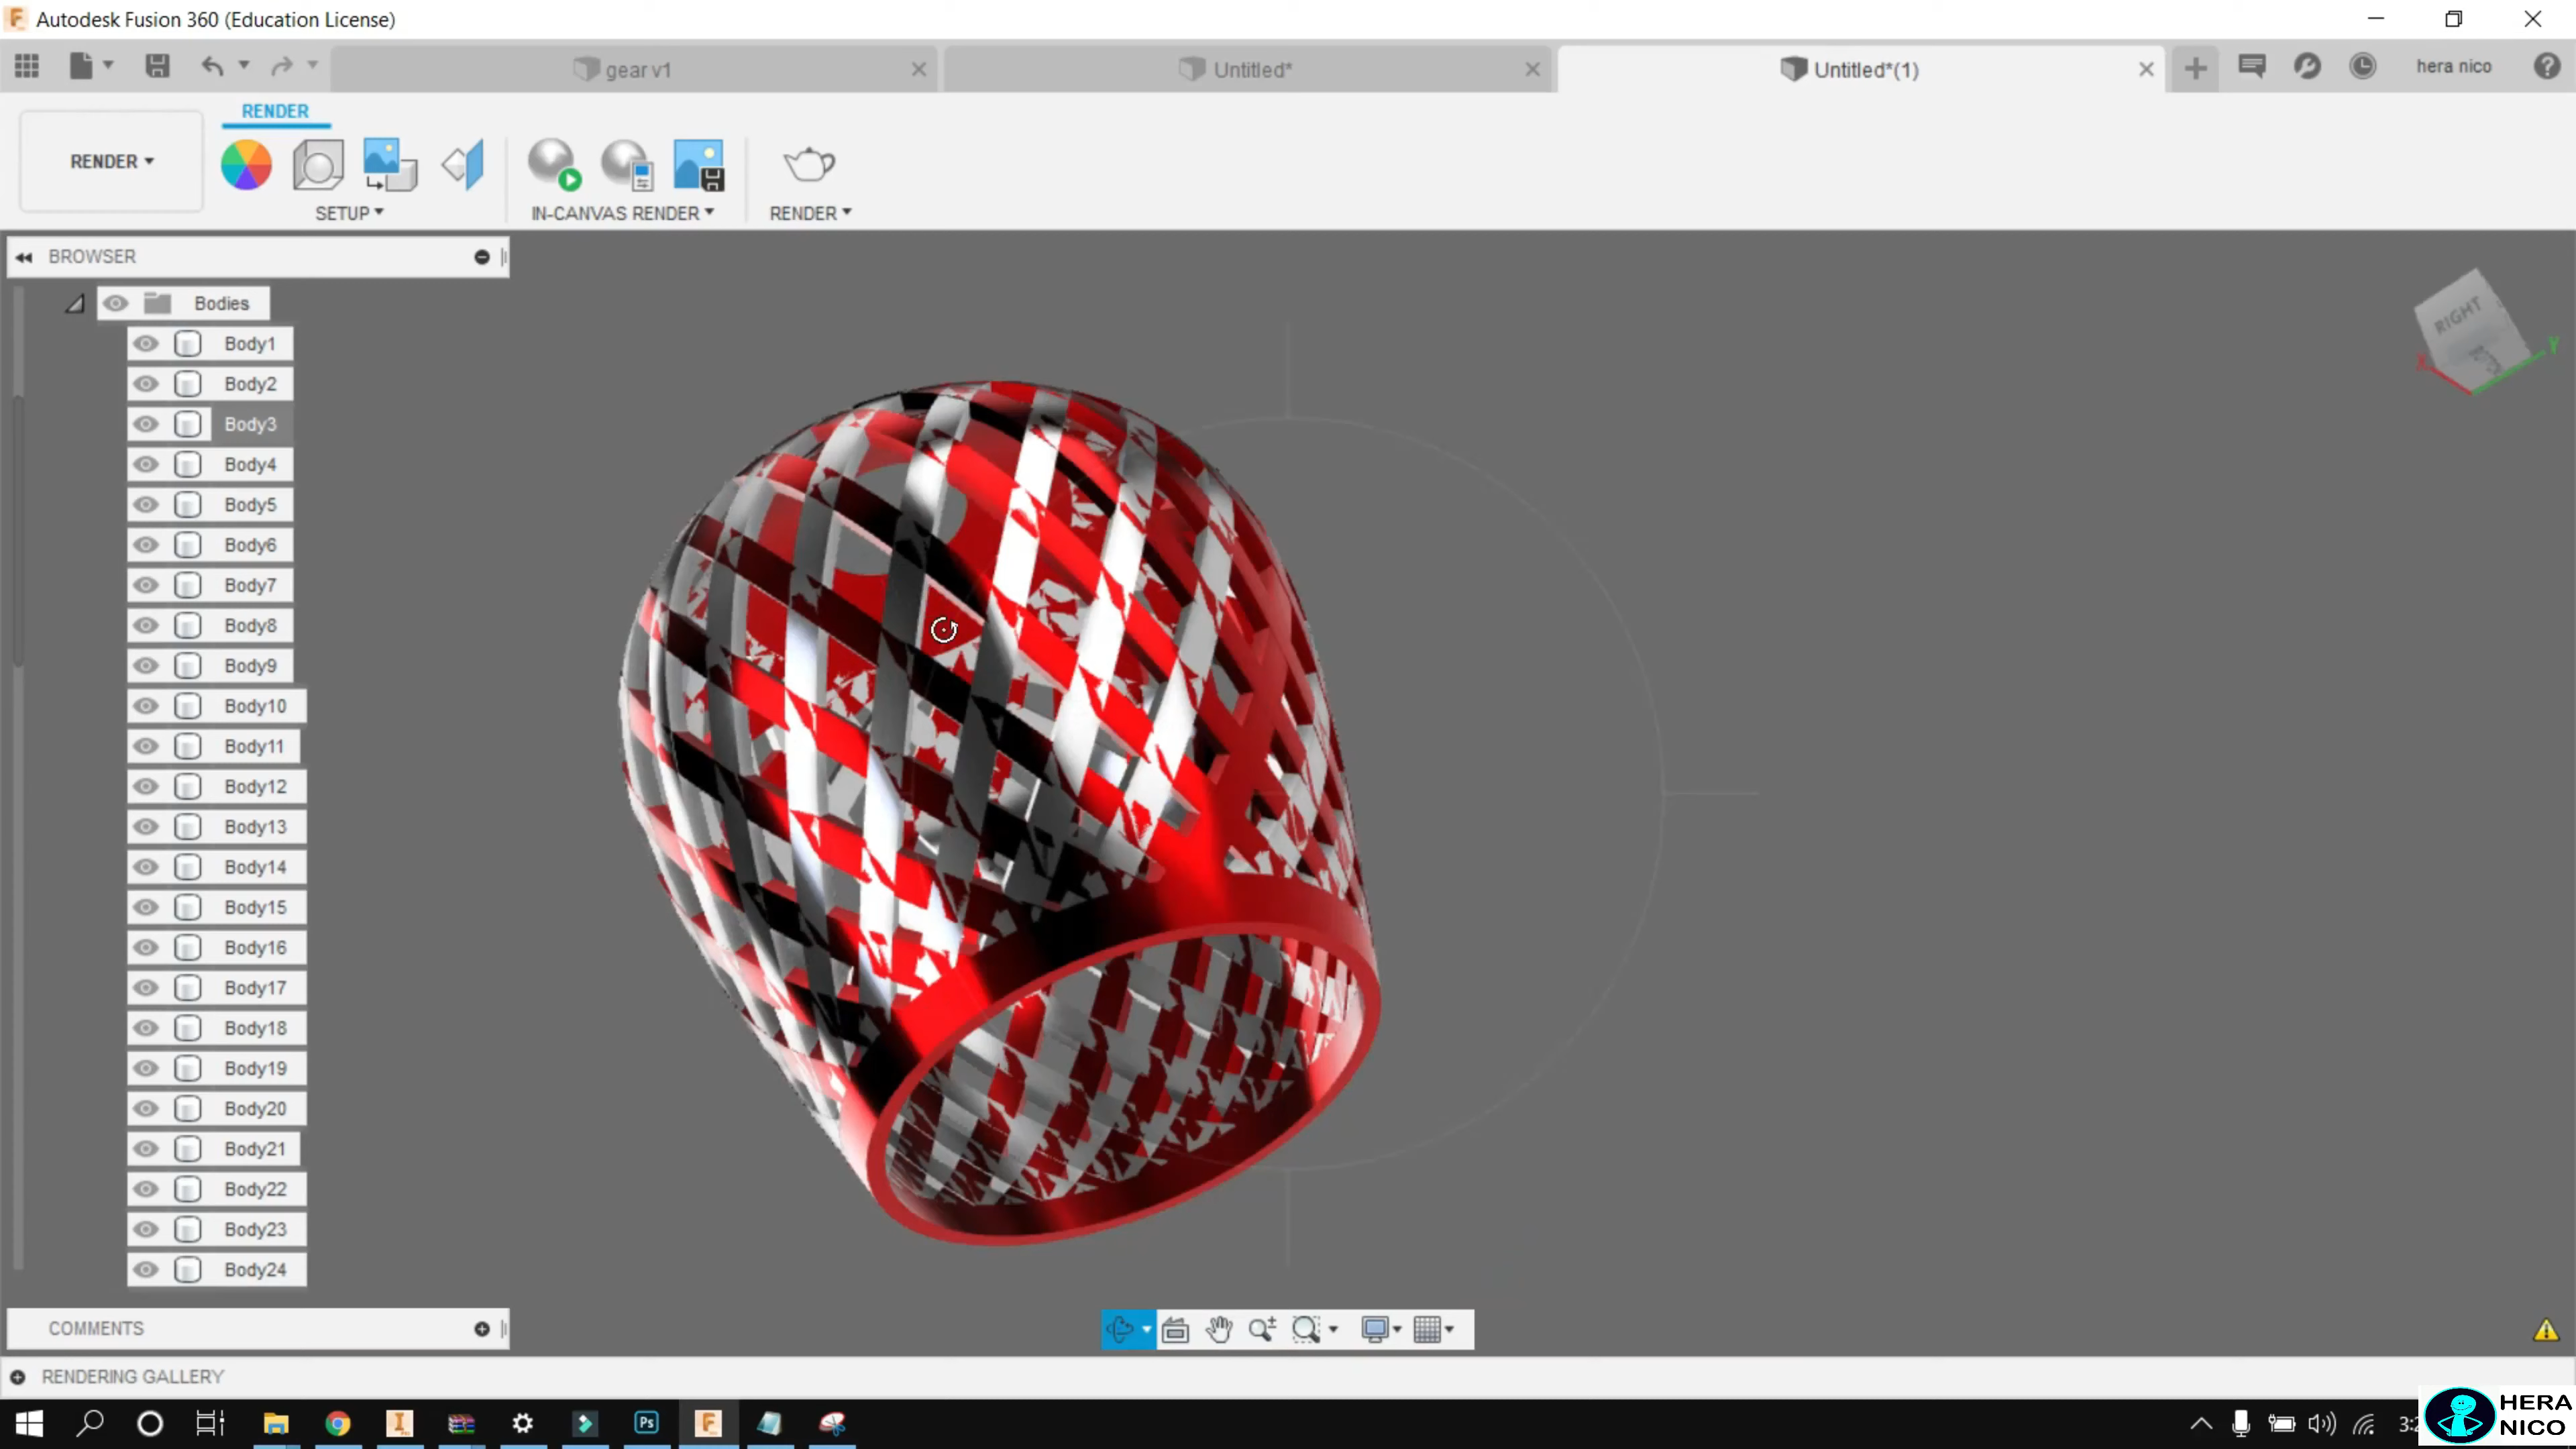 Autodesk Fusion 360 (Education License)
gear v1
Untitled*
Untitled*(1)
hera nico
RENDER
RENDER
SETUP
IN-CANVAS RENDER
RENDER
BROWSER
Bodies
Body1
Body2
Body3
Body4
Body5
Body6
Body7
Body8
Body9
Body10
Body11
Body12
Body13
Body14
Body15
Body16
Body17
Body18
Body19
Body20
Body21
Body22
Body23
Body24
RIGHT
X
Y
COMMENTS
RENDERING GALLERY
Ps
HERA
NICO